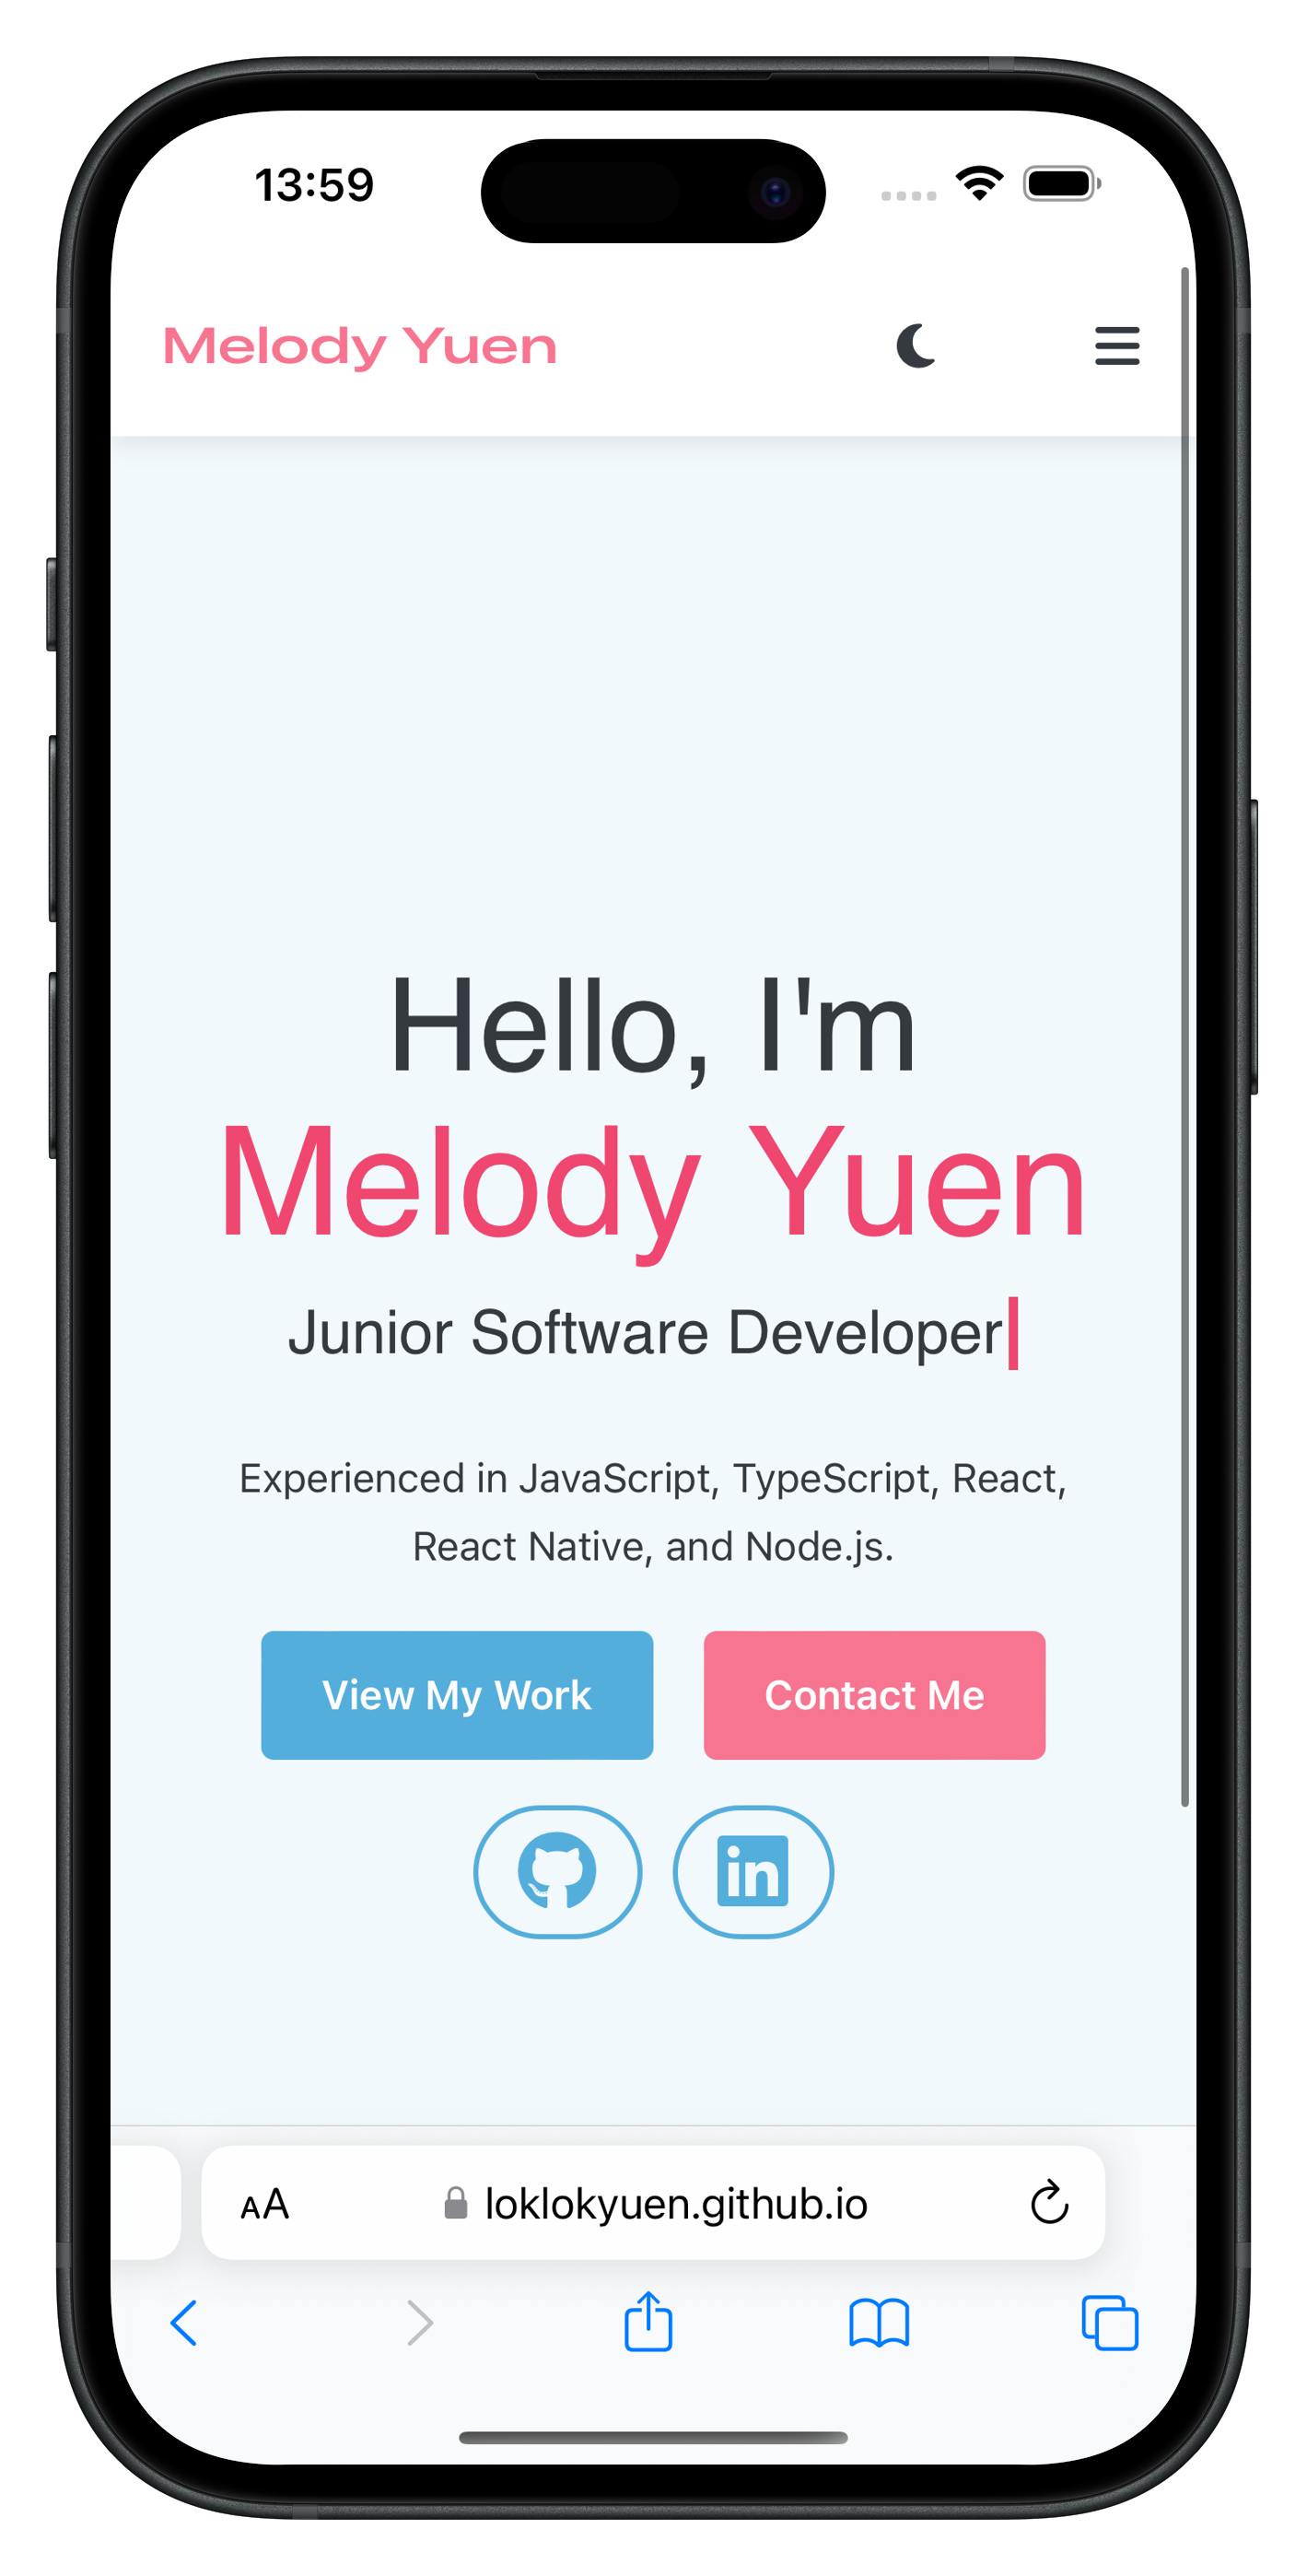 13:59
Melody Yuen
Hello, I'm
Melody Yuen
Junior Software Developer
Experienced in JavaScript, TypeScript, React,
React Native, and Node.js.
View My Work
Contact Me
in
AA
loklokyuen.github.io